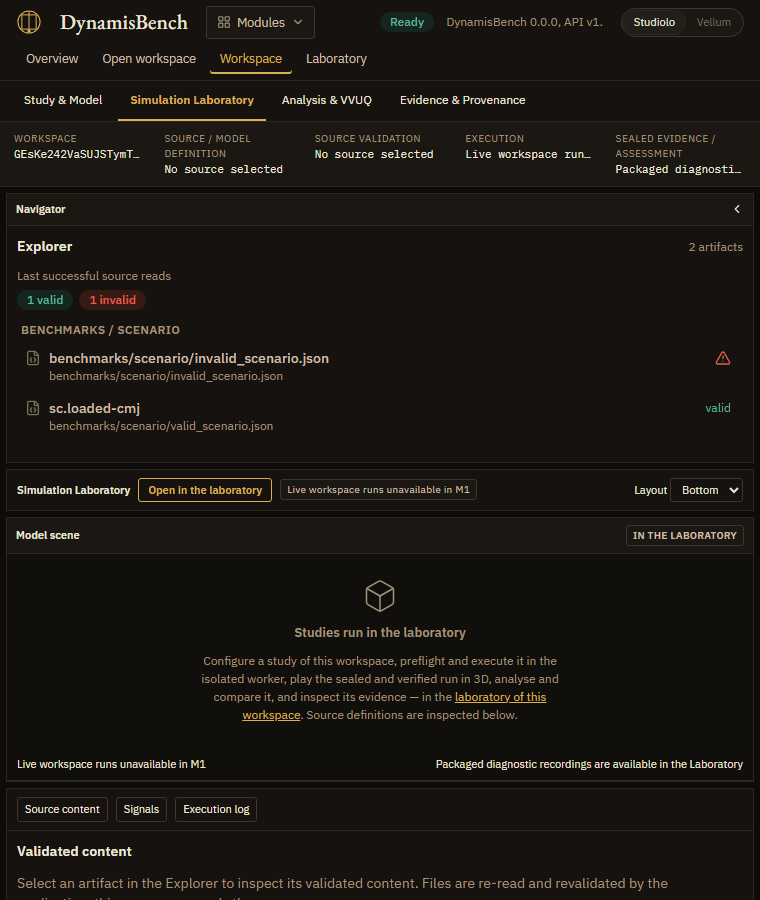 DynamisBench
Modules
Ready
DynamisBench 0.0.0, API v1.
Studiolo
Vellum
Overview
Open workspace
Workspace
Laboratory
Study & Model
Simulation Laboratory
Analysis & VVUQ
Evidence & Provenance
WORKSPACE
GEsKe242VaSUJSTymT…
SOURCE / MODEL
DEFINITION
No source selected
SOURCE VALIDATION
No source selected
EXECUTION
Live workspace run…
SEALED EVIDENCE /
ASSESSMENT
Packaged diagnosti…
Navigator
Explorer
2 artifacts
Last successful source reads
1 valid
1 invalid
BENCHMARKS / SCENARIO
benchmarks/scenario/invalid_scenario.json
benchmarks/scenario/invalid_scenario.json
sc.loaded-cmj
valid
benchmarks/scenario/valid_scenario.json
Simulation Laboratory
Open in the laboratory
Live workspace runs unavailable in M1
Layout
Bottom
Model scene
IN THE LABORATORY
Studies run in the laboratory
Configure a study of this workspace, preflight and execute it in the
isolated worker, play the sealed and verified run in 3D, analyse and
compare it, and inspect its evidence — in the laboratory of this
workspace. Source definitions are inspected below.
Live workspace runs unavailable in M1
Packaged diagnostic recordings are available in the Laboratory
Source content
Signals
Execution log
Validated content
Select an artifact in the Explorer to inspect its validated content. Files are re-read and revalidated by the